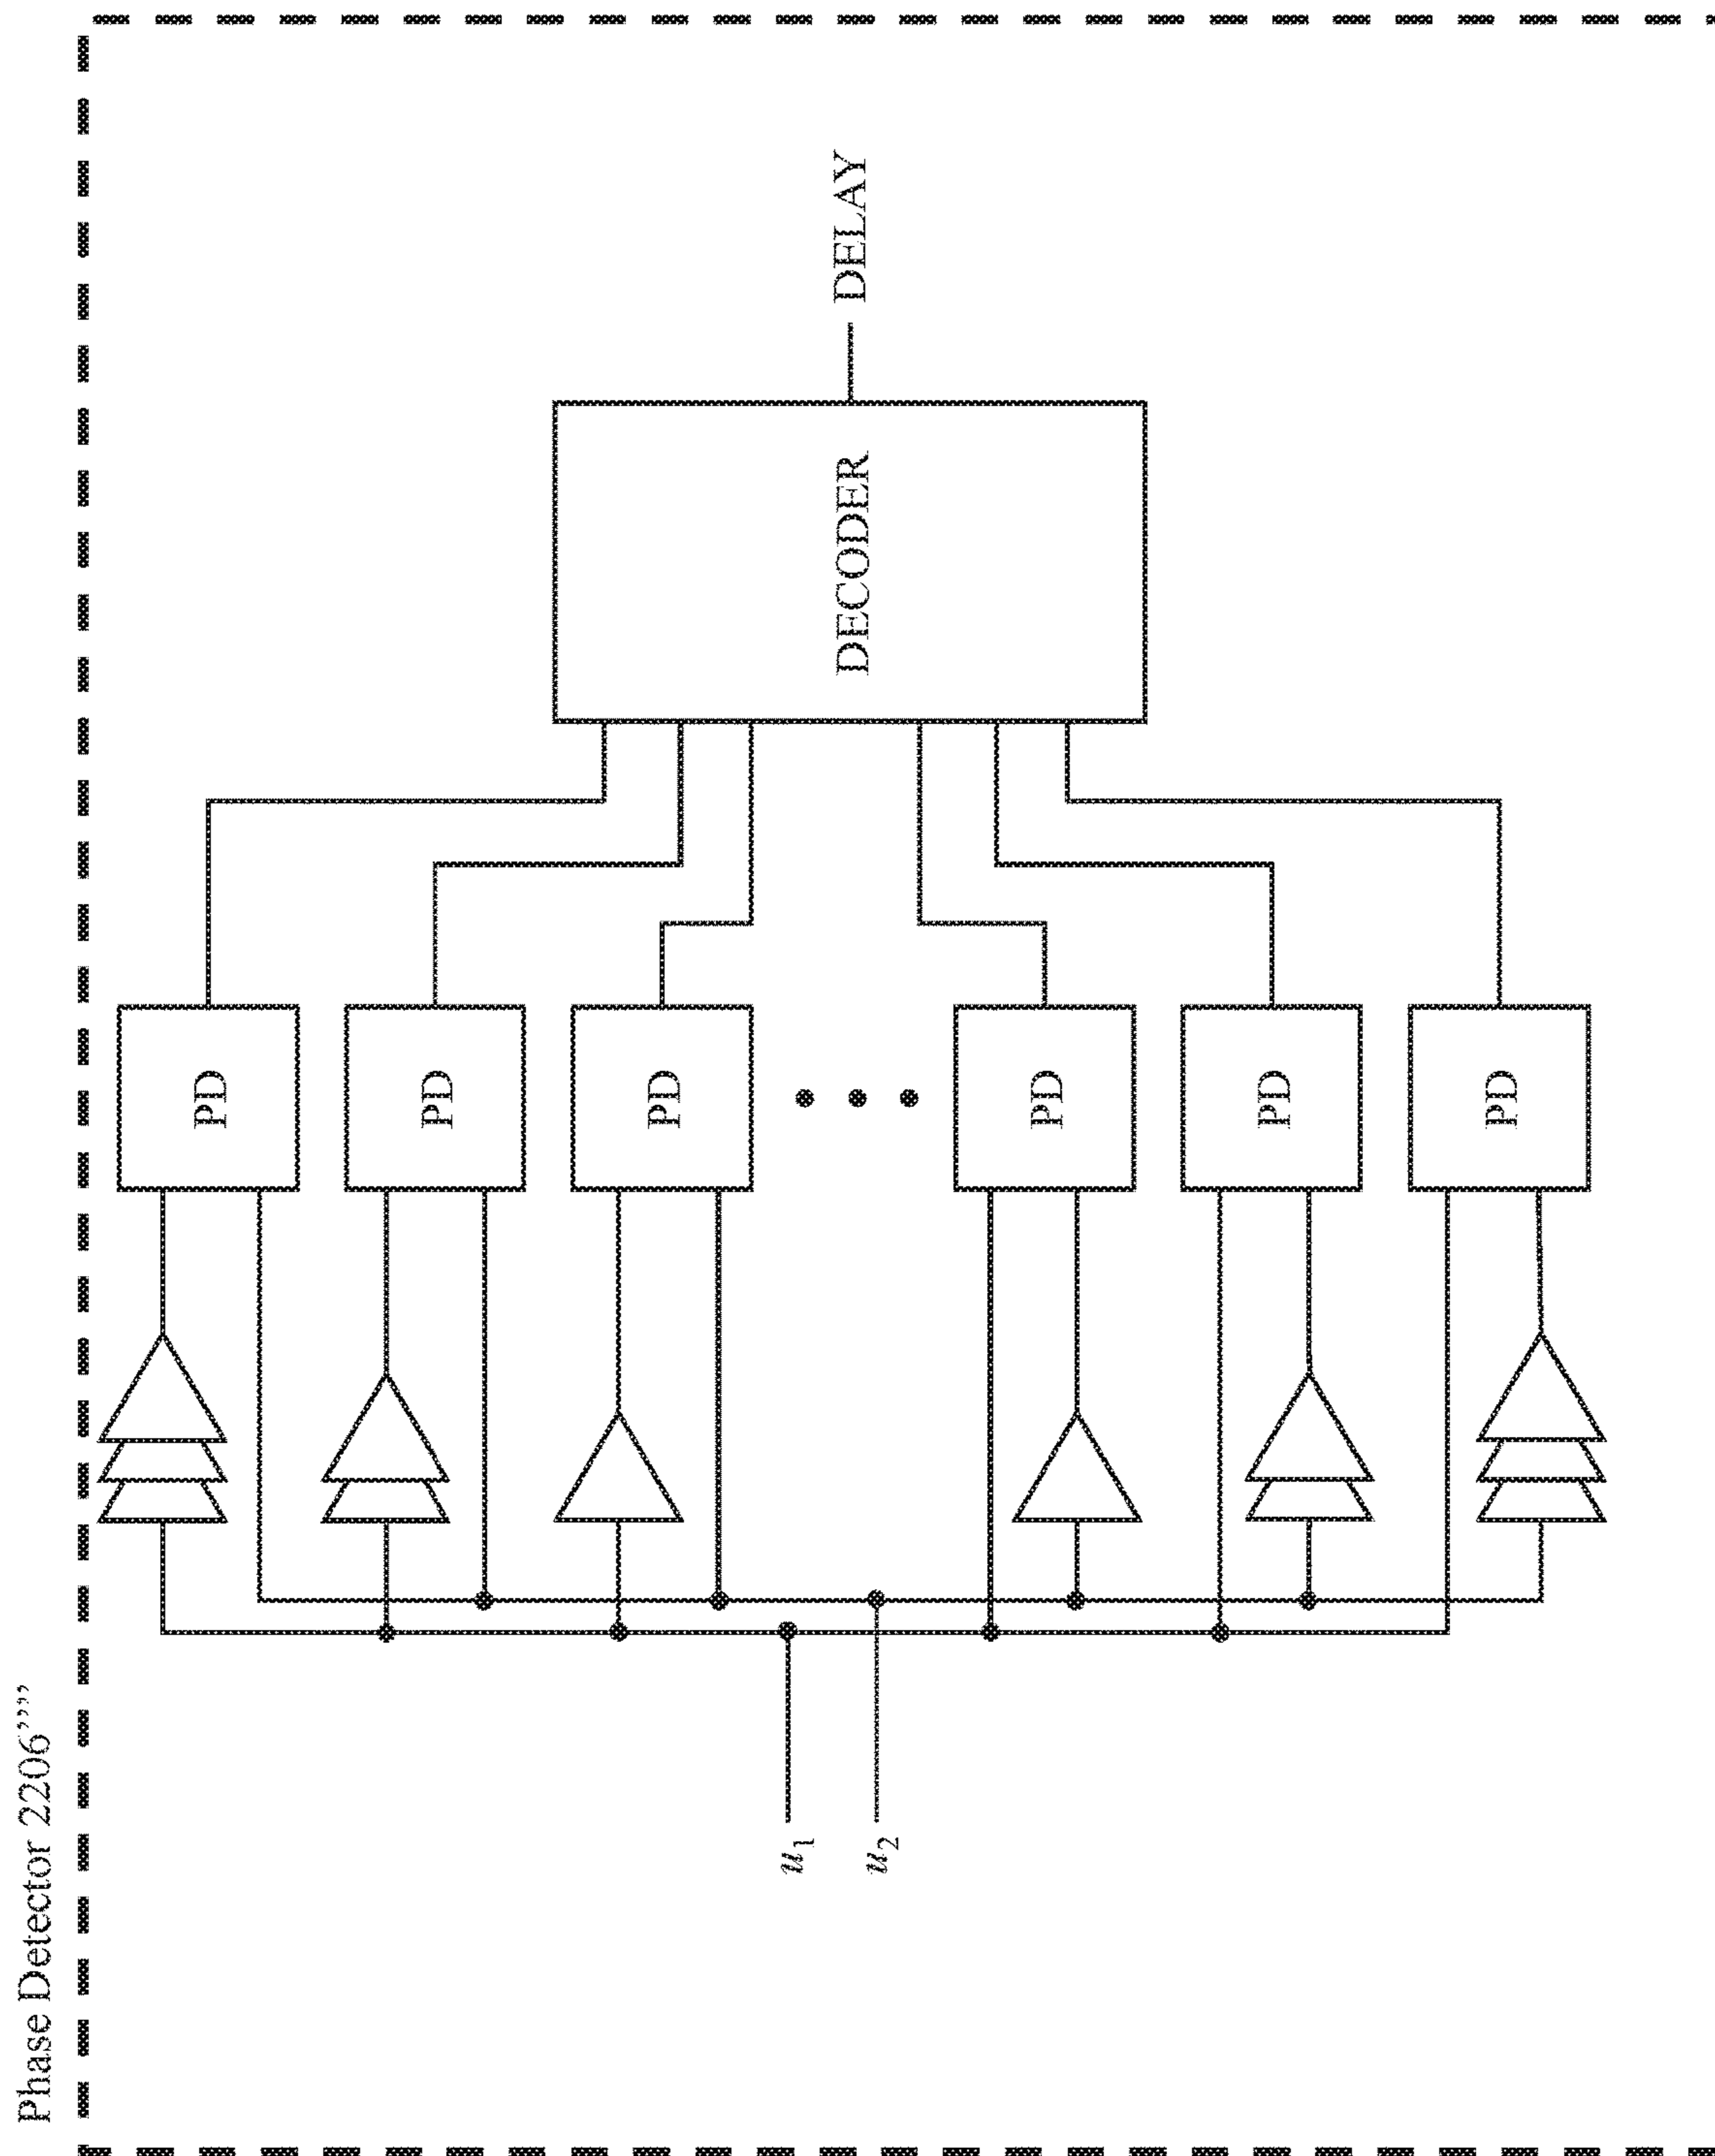 Phase Detector 2206''''
u1
u2
PD
PD
PD
PD
PD
PD
DECODER
DELAY